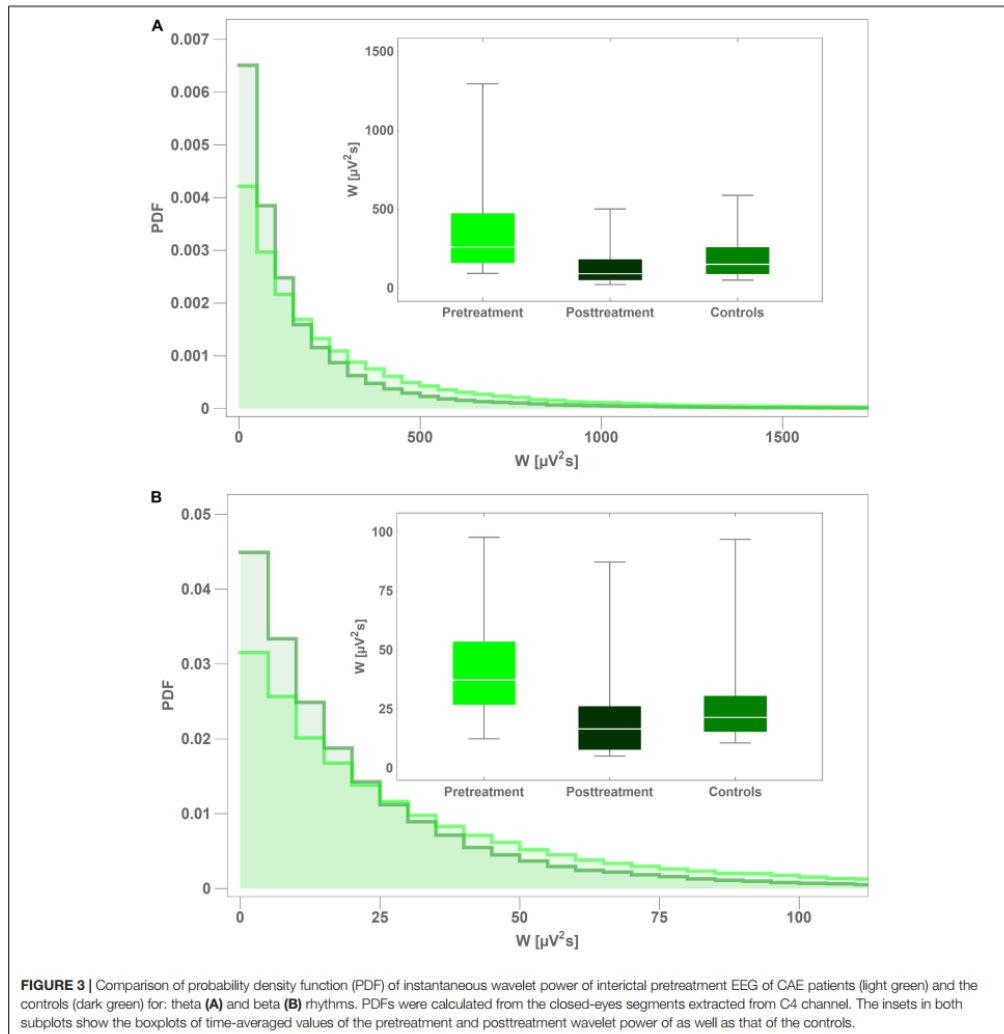 A
0.007
0.006
0.005
0.004
0.003
0.002
0.001
0
PDF
0 500 1000 1500
W [µV²s]
1500
1000
500
0
W [µV²s]
Pretreatment Posttreatment Controls
B
0.05
0.04
0.03
0.02
0.01
0
PDF
0 25 50 75 100
W [µV²s]
100
75
50
25
0
W [µV²s]
Pretreatment Posttreatment Controls
FIGURE 3 | Comparison of probability density function (PDF) of instantaneous wavelet power of interictal pretreatment EEG of CAE patients (light green) and the
controls (dark green) for: theta (A) and beta (B) rhythms. PDFs were calculated from the closed-eyes segments extracted from C4 channel. The insets in both
subplots show the boxplots of time-averaged values of the pretreatment and posttreatment wavelet power of as well as that of the controls.